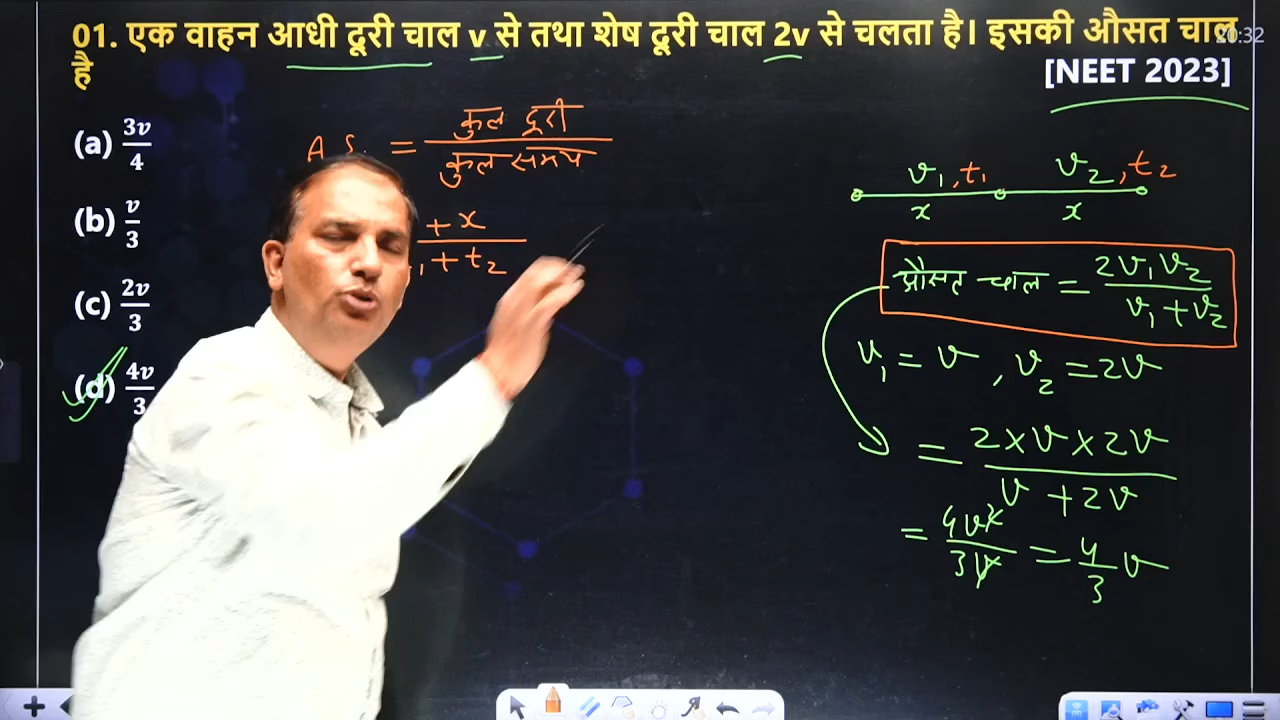 01. एक वाहन आधी दूरी चाल v से तथा शेष दूरी चाल 2v से चलता है। इसकी औसत चाल
है
[NEET 2023]
(a) 3v/4
(b) v/3
(c) 2v/3
(d) 4v/3
A S. = कुल दूरी / कुल समय
+ x / 1 + t2
v1, t1 v2, t2
x x
औसत चाल = 2v1v2 / v1+v2
v1 = v , v2 = 2v
= 2×v×2v / v + 2v
= 4v² / 3v = 4/3 v